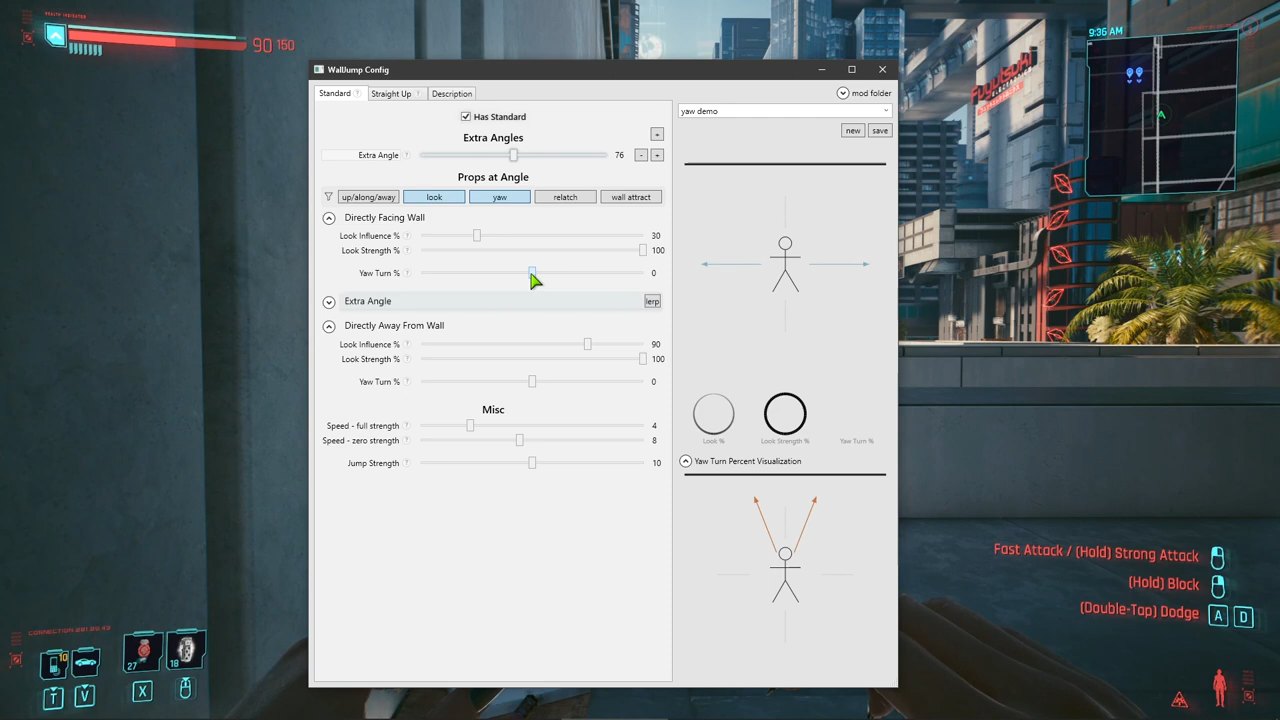 HEALTH INDICATOR
90 150
9:36 AM
Fuyutsuki
ELECTRONICS
WallJump Config
Standard ? Straight Up ? Description
mod folder
Has Standard
yaw demo
new save
Extra Angles +
Extra Angle ? 76 - +
Props at Angle
up/along/away look yaw relatch wall attract
Directly Facing Wall
Look Influence % ? 30
Look Strength % ? 100
Yaw Turn % ? 0
Extra Angle lerp
Directly Away From Wall
Look Influence % ? 90
Look Strength % ? 100
Yaw Turn % ? 0
Misc
Speed - full strength ? 4
Speed - zero strength ? 8
Jump Strength ? 10
Look % Look Strength % Yaw Turn %
Yaw Turn Percent Visualization
Fast Attack / (Hold) Strong Attack
(Hold) Block
(Double-Tap) Dodge A D
10
27
18
T V X